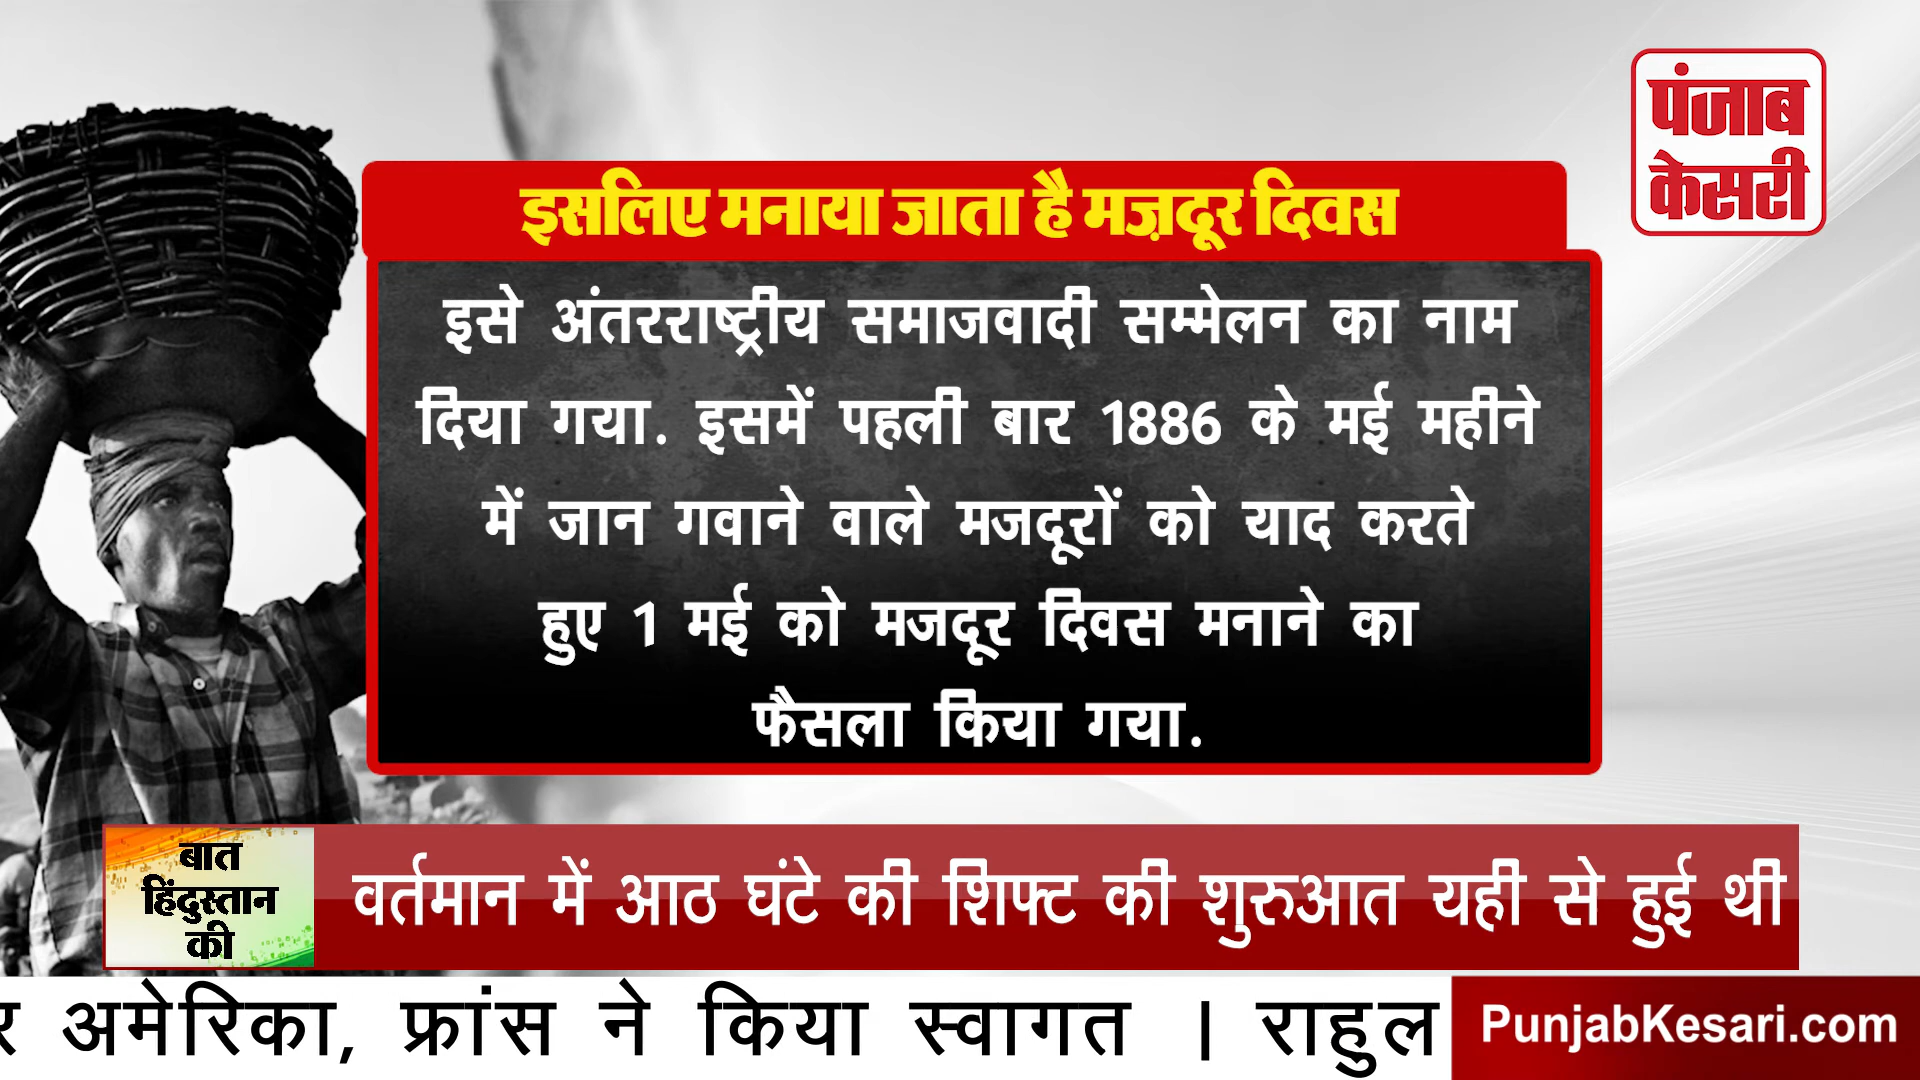 पंजाब
केसरी
इसलिए मनाया जाता है मज़दूर दिवस
इसे अंतरराष्ट्रीय समाजवादी सम्मेलन का नाम
दिया गया. इसमें पहली बार 1886 के मई महीने
में जान गवाने वाले मजदूरों को याद करते
हुए 1 मई को मजदूर दिवस मनाने का
फैसला किया गया.
बात
हिंदुस्तान
की
वर्तमान में आठ घंटे की शिफ्ट की शुरुआत यही से हुई थी
र अमेरिका, फ्रांस ने किया स्वागत । राहुल
PunjabKesari.com